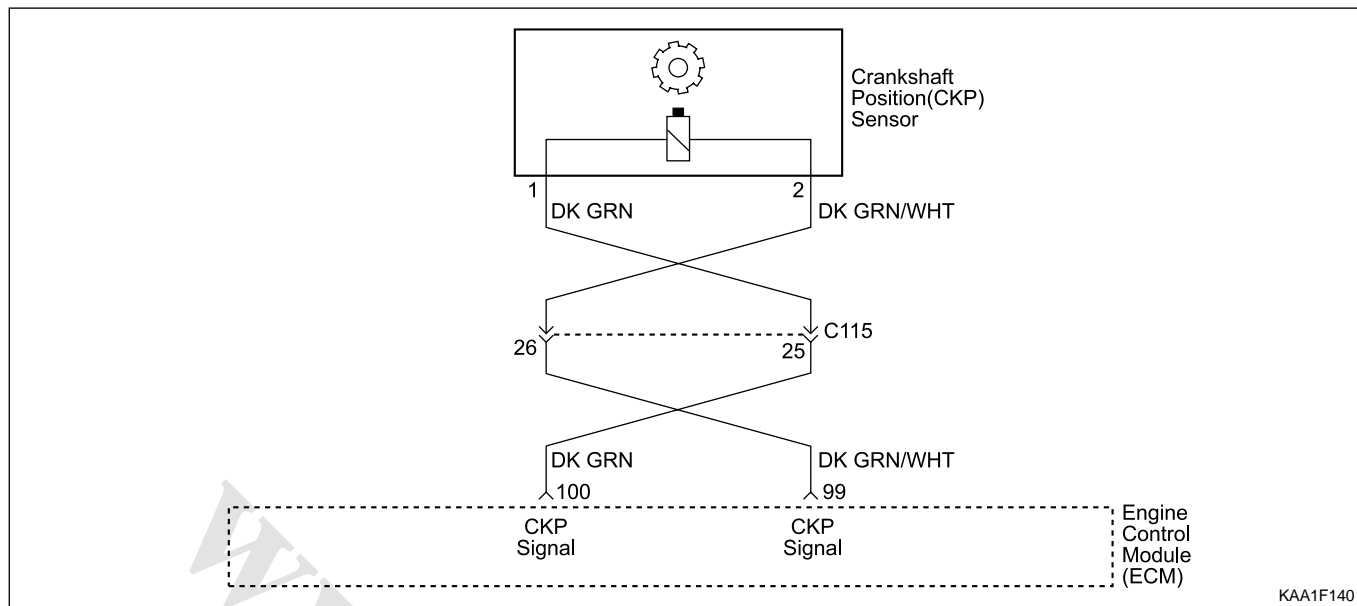 Crankshaft
Position(CKP)
Sensor
1
2
DK GRN
DK GRN/WHT
C115
26
25
DK GRN
DK GRN/WHT
100
99
CKP
Signal
CKP
Signal
Engine
Control
Module
(ECM)
KAA1F140